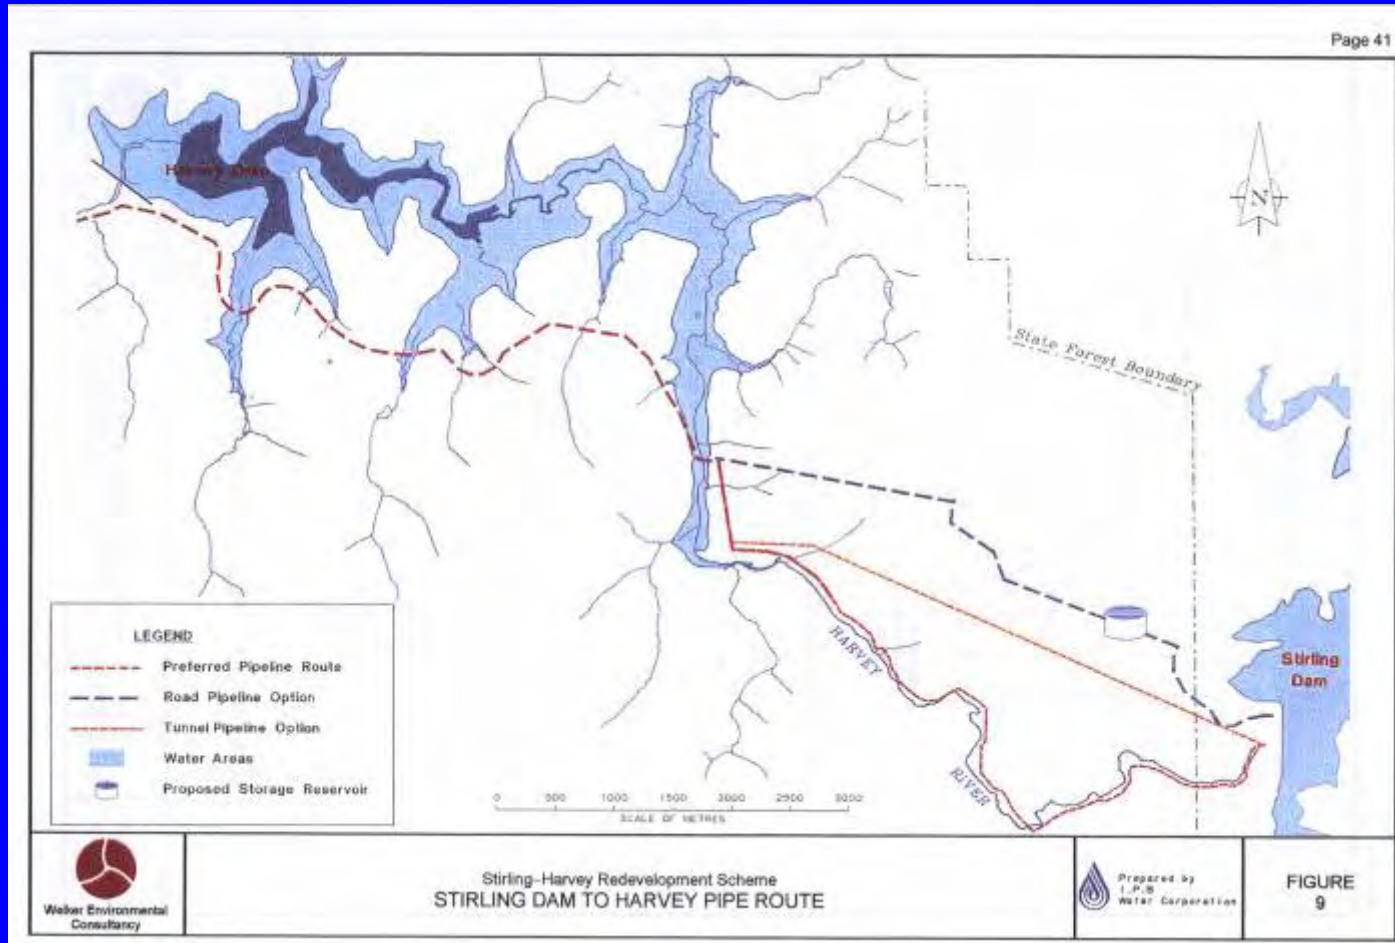 Page 41
Harvey Dam
State Forest Boundary
N
HARVEY
RIVER
Stirling
Dam
LEGEND
Preferred Pipeline Route
Road Pipeline Option
Tunnel Pipeline Option
Water Areas
Proposed Storage Reservoir
0 500 1000 1500 2000 2500 3000
SCALE OF METRES
Welker Environmental
Consultancy
Stirling-Harvey Redevelopment Scheme
STIRLING DAM TO HARVEY PIPE ROUTE
Prepared by
I.P.B
Water Corporation
FIGURE
9